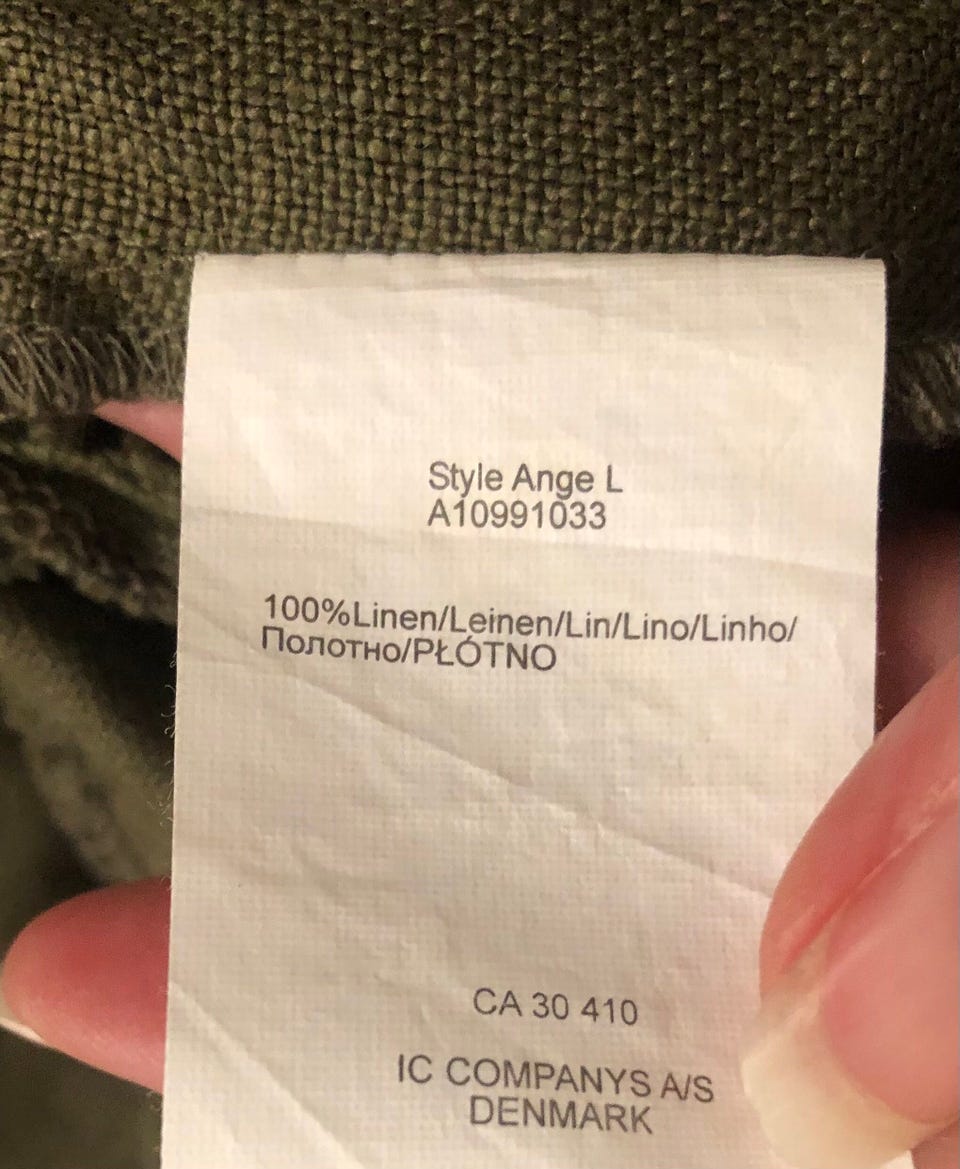 Style Ange L
A10991033
100%Linen/Leinen/Lin/Lino/Linho/
Полотно/PŁÓTNO
CA 30 410
IC COMPANYS A/S
DENMARK